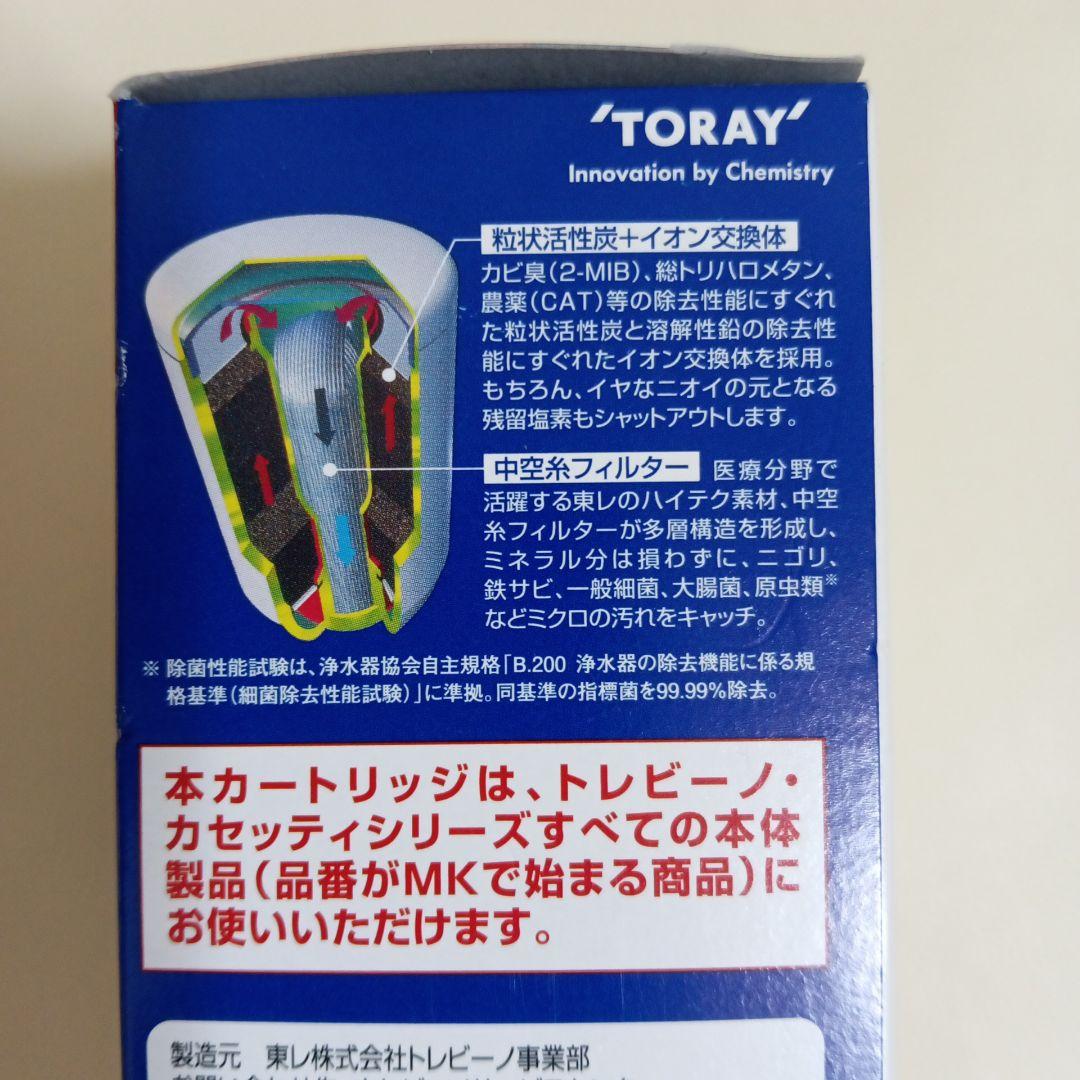 'TORAY'
Innovation by Chemistry
粒状活性炭+イオン交換体
カビ臭(2-MIB)、総トリハロメタン、
農薬(CAT)等の除去性能にすぐれ
た粒状活性炭と溶解性鉛の除去性
能にすぐれたイオン交換体を採用。
もちろん、イヤなニオイの元となる
残留塩素もシャットアウトします。
中空糸フィルター 医療分野で
活躍する東レのハイテク素材、中空
糸フィルターが多層構造を形成し、
ミネラル分は損わずに、ニゴリ、
鉄サビ、一般細菌、大腸菌、原虫類※
などミクロの汚れをキャッチ。
※ 除菌性能試験は、浄水器協会自主規格「B.200 浄水器の除去機能に係る規
格基準(細菌除去性能試験)」に準拠。同基準の指標菌を99.99%除去。
本カートリッジは、トレビーノ・
カセッティシリーズすべての本体
製品(品番がMKで始まる商品)に
お使いいただけます。
製造元 東レ株式会社トレビーノ事業部